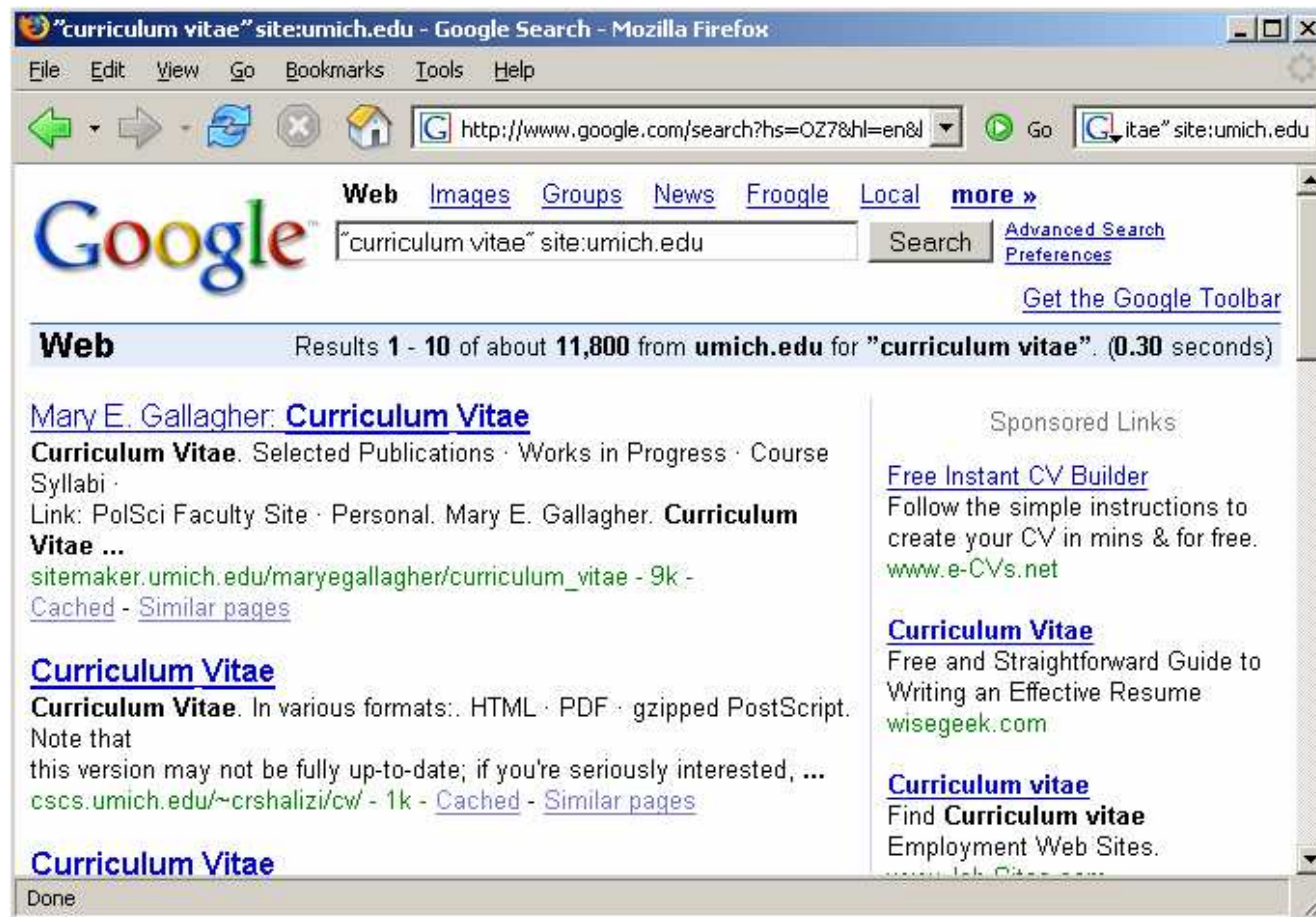 "curriculum vitae" site:umich.edu - Google Search - Mozilla Firefox
File Edit View Go Bookmarks Tools Help
http://www.google.com/search?hs=OZ7&hl=en&l Go itae" site:umich.edu
Google™
Web Images Groups News Froogle Local more »
"curriculum vitae" site:umich.edu Search Advanced Search
Preferences
Get the Google Toolbar
Web Results 1 - 10 of about 11,800 from umich.edu for "curriculum vitae". (0.30 seconds)
Mary E. Gallagher: Curriculum Vitae
Curriculum Vitae. Selected Publications · Works in Progress · Course
Syllabi ·
Link: PolSci Faculty Site · Personal. Mary E. Gallagher. Curriculum
Vitae ...
sitemaker.umich.edu/maryegallagher/curriculum_vitae - 9k -
Cached - Similar pages
Curriculum Vitae
Curriculum Vitae. In various formats:. HTML · PDF · gzipped PostScript.
Note that
this version may not be fully up-to-date; if you're seriously interested, ...
cscs.umich.edu/~crshalizi/cv/ - 1k - Cached - Similar pages
Curriculum Vitae
Sponsored Links
Free Instant CV Builder
Follow the simple instructions to
create your CV in mins & for free.
www.e-CVs.net
Curriculum Vitae
Free and Straightforward Guide to
Writing an Effective Resume
wisegeek.com
Curriculum vitae
Find Curriculum vitae
Employment Web Sites.
Done